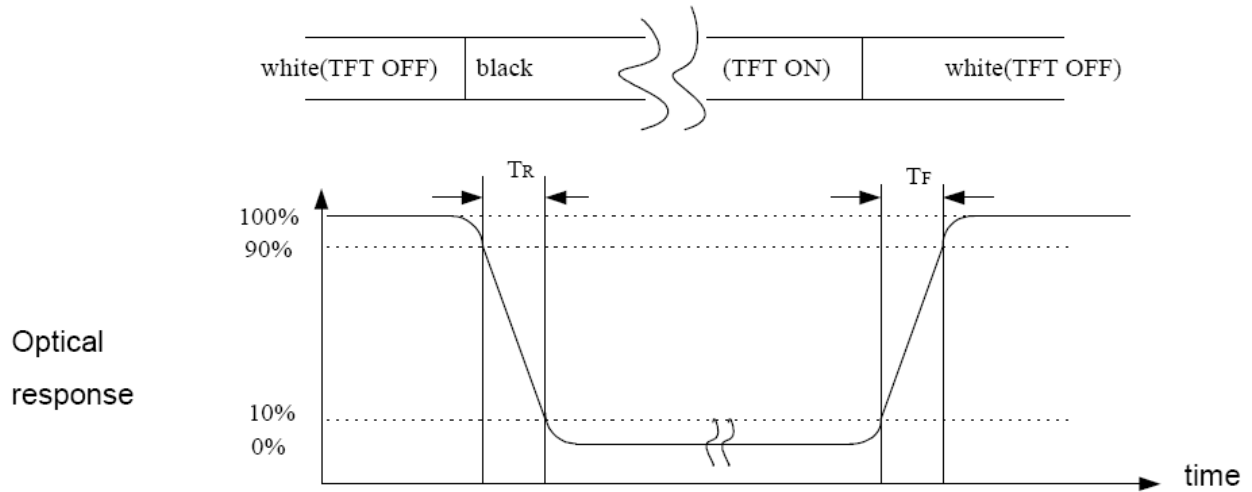 white(TFT OFF) black (TFT ON) white(TFT OFF)
TR TF
100%
90%
Optical
response
10%
0%
time